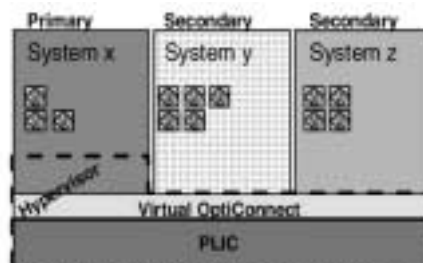 Primary Secondary Secondary
System x System y System z
Hypervisor
Virtual OptiConnect
PLIC